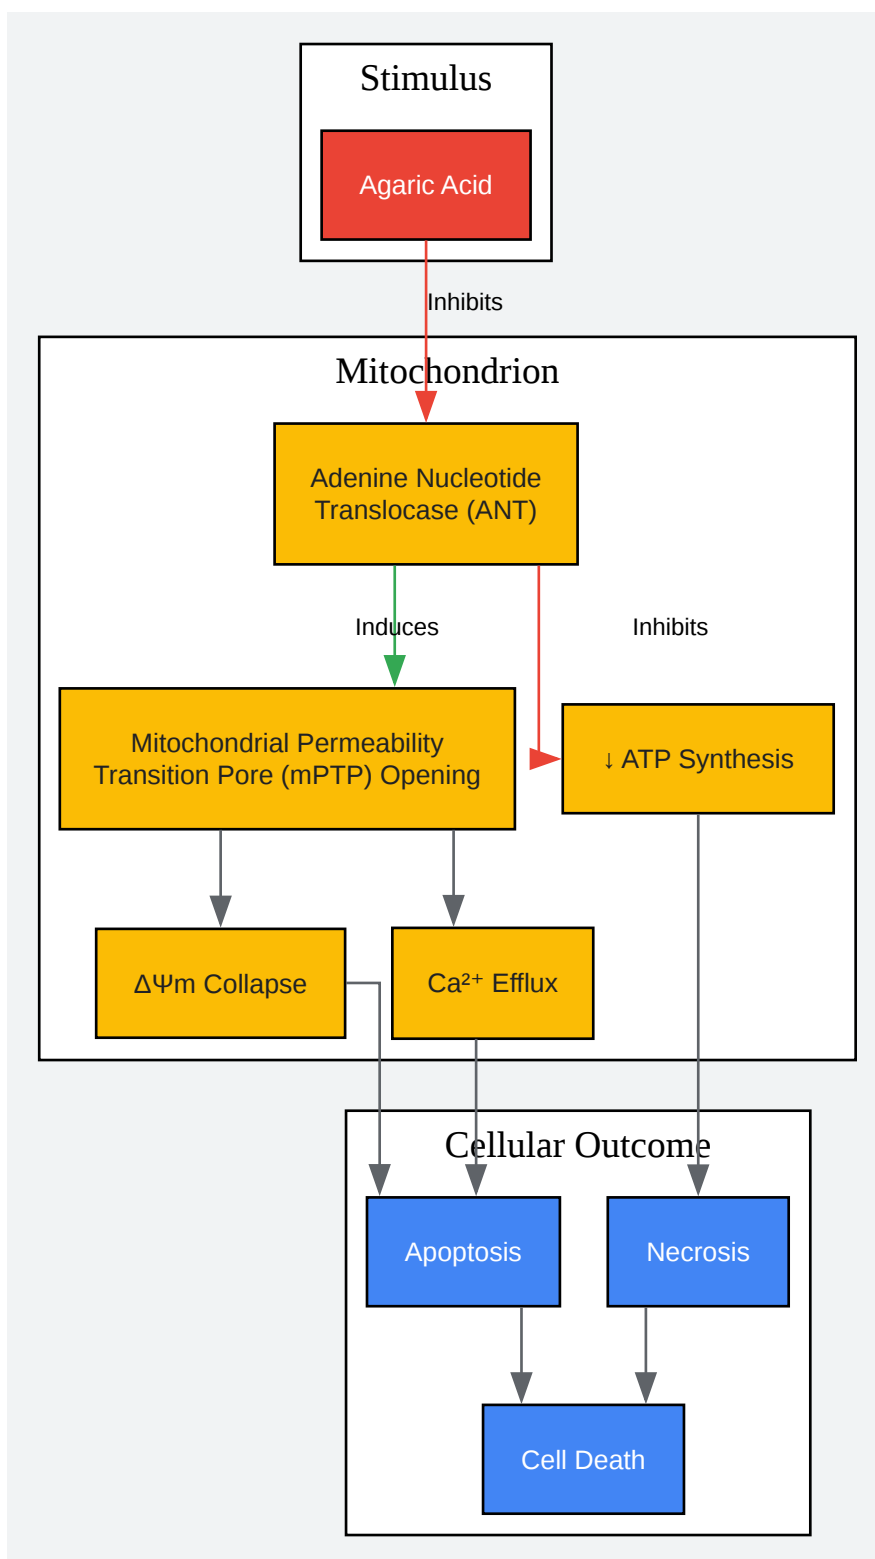 Stimulus
Agaric Acid
Inhibits
Mitochondrion
Adenine Nucleotide
Translocase (ANT)
Induces
Inhibits
Mitochondrial Permeability
Transition Pore (mPTP) Opening
↓ ATP Synthesis
ΔΨm Collapse
Ca²⁺ Efflux
Cellular Outcome
Apoptosis
Necrosis
Cell Death